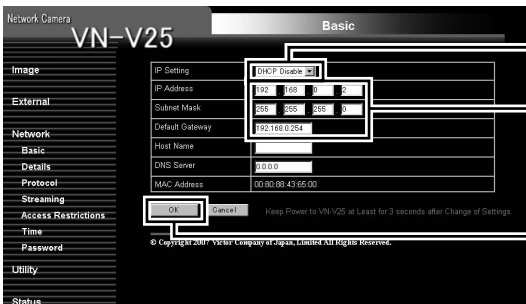 Network Camera
VN-V25
Basic
Image
External
Network
Basic
Details
Protocol
Streaming
Access Restrictions
Time
Password
Utility
Status
IP Setting DHCP Disable
IP Address 192 168 0 2
Subnet Mask 255 255 255 0
Default Gateway 192.168.0.254
Host Name
DNS Server 0.0.0.0
MAC Address 00:80:88:43:65:00
OK Cancel Keep Power to VN-V25 at Least for 3 seconds after Change of Settings.
© Copyright 2007 Victor Company of Japan, Limited All Rights Reserved.